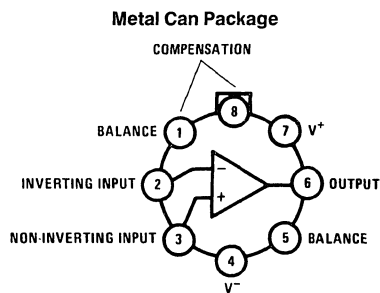 Metal Can Package
COMPENSATION
8
BALANCE 1
7 V+
INVERTING INPUT 2
−
6 OUTPUT
+
NON-INVERTING INPUT 3
5 BALANCE
4
V−